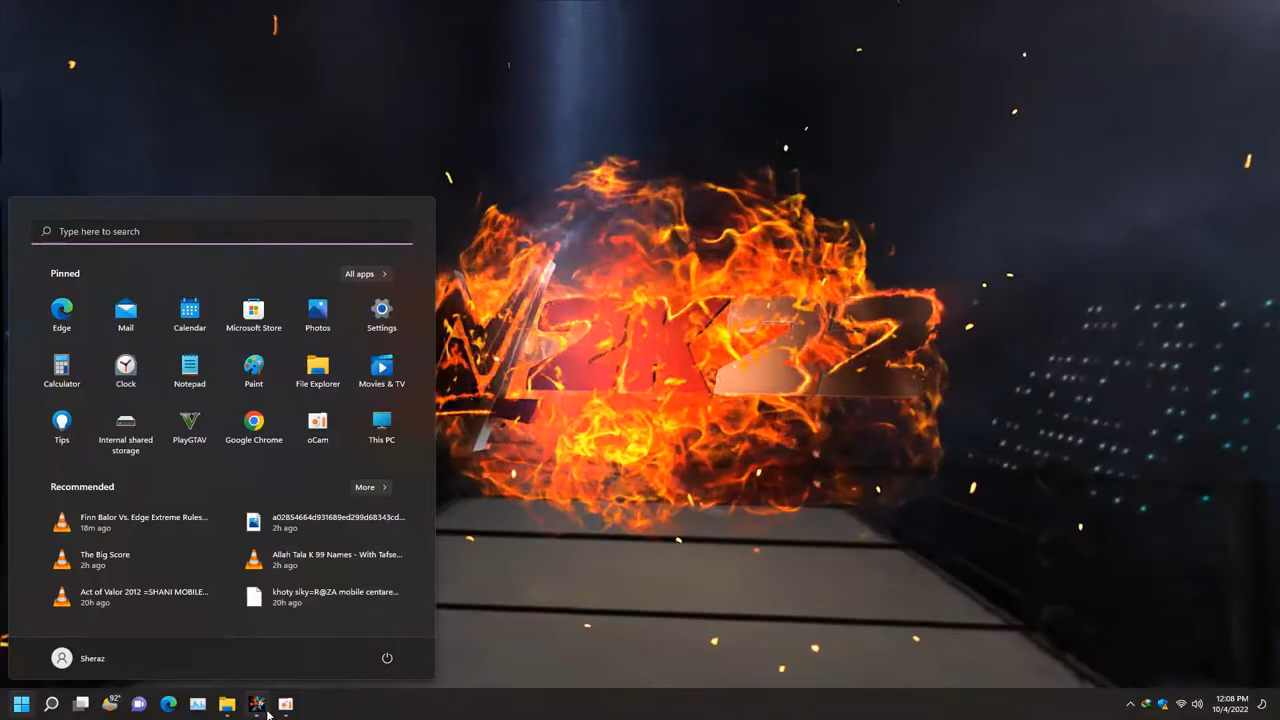 Type here to search
Pinned
All apps
Edge
Mail
Calendar
Microsoft Store
Photos
Settings
Calculator
Clock
Notepad
Paint
File Explorer
Movies & TV
Tips
Internal shared
storage
PlayGTAV
Google Chrome
oCam
This PC
Recommended
More
Finn Balor Vs. Edge Extreme Rules...
18m ago
a02854664d931689ed299d68343cd...
2h ago
The Big Score
2h ago
Allah Tala K 99 Names - With Tafse...
2h ago
Act of Valor 2012 =SHANI MOBILE...
20h ago
khoty siky=R@ZA mobile centare...
20h ago
Sheraz
2K22
92°
12:08 PM
10/4/2022